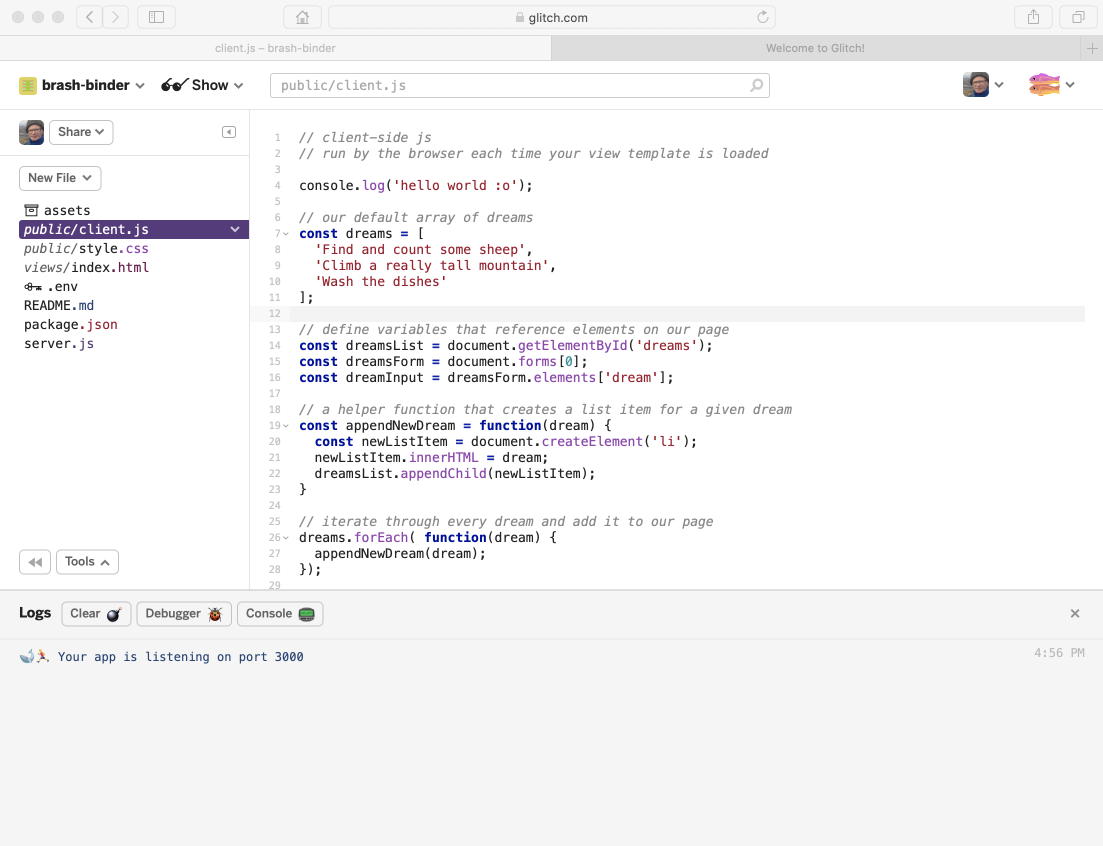 glitch.com
client.js – brash-binder
Welcome to Glitch!
brash-binder
Show
public/client.js
Share
New File
assets
public/client.js
public/style.css
views/index.html
.env
README.md
package.json
server.js
Tools
1 // client-side js
2 // run by the browser each time your view template is loaded
3
4 console.log('hello world :o');
5
6 // our default array of dreams
7 const dreams = [
8 'Find and count some sheep',
9 'Climb a really tall mountain',
10 'Wash the dishes'
11 ];
12
13 // define variables that reference elements on our page
14 const dreamsList = document.getElementById('dreams');
15 const dreamsForm = document.forms[0];
16 const dreamInput = dreamsForm.elements['dream'];
17
18 // a helper function that creates a list item for a given dream
19 const appendNewDream = function(dream) {
20 const newListItem = document.createElement('li');
21 newListItem.innerHTML = dream;
22 dreamsList.appendChild(newListItem);
23 }
24
25 // iterate through every dream and add it to our page
26 dreams.forEach( function(dream) {
27 appendNewDream(dream);
28 });
29
Logs
Clear
Debugger
Console
Your app is listening on port 3000
4:56 PM